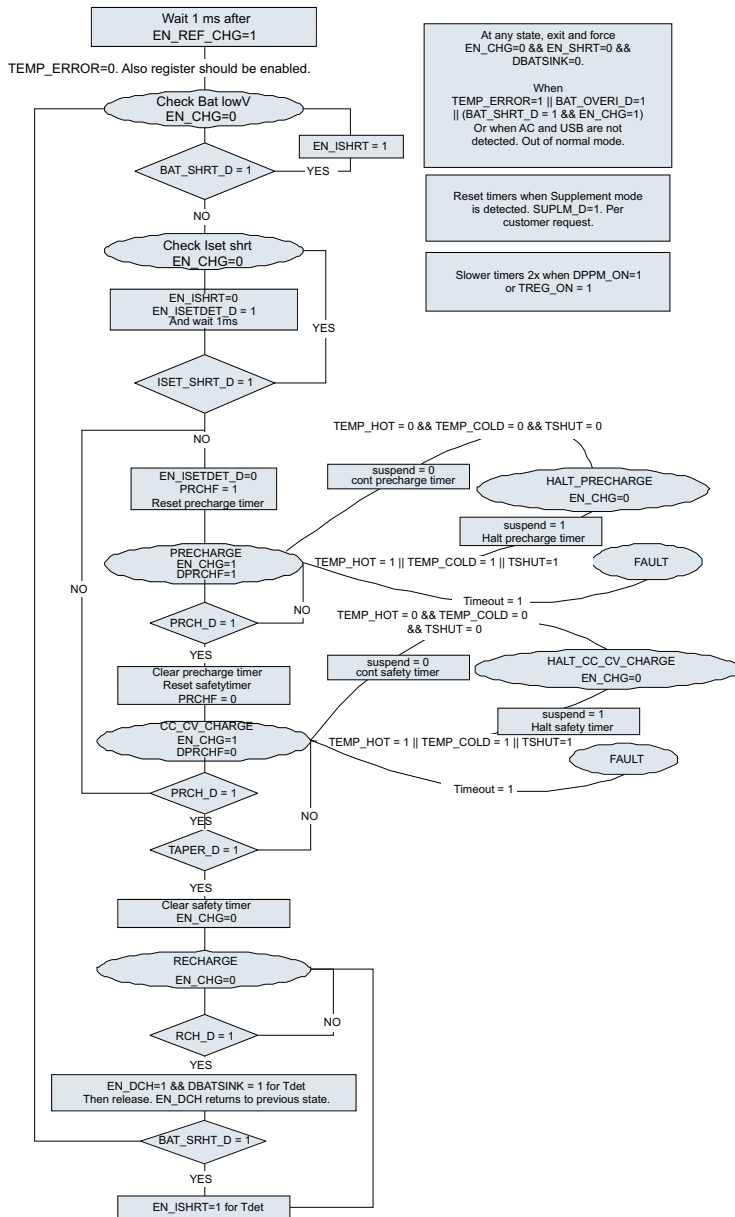 Wait 1 ms after
EN_REF_CHG=1
TEMP_ERROR=0. Also register should be enabled.
Check Bat lowV
EN_CHG=0
EN_ISHRT = 1
BAT_SHRT_D = 1
YES
NO
Check Iset shrt
EN_CHG=0
EN_ISHRT=0
EN_ISETDET_D = 1
And wait 1ms
YES
ISET_SHRT_D = 1
NO
EN_ISETDET_D=0
PRCHF = 1
Reset precharge timer
PRECHARGE
EN_CHG=1
DPRCHF=1
NO
PRCH_D = 1
NO
YES
Clear precharge timer
Reset safetytimer
PRCHF = 0
CC_CV_CHARGE
EN_CHG=1
DPRCHF=0
PRCH_D = 1
NO
YES
TAPER_D = 1
YES
Clear safety timer
EN_CHG=0
RECHARGE
EN_CHG=0
NO
RCH_D = 1
YES
EN_DCH=1 && DBATSINK = 1 for Tdet
Then release. EN_DCH returns to previous state.
BAT_SRHT_D = 1
YES
EN_ISHRT=1 for Tdet
At any state, exit and force
EN_CHG=0 && EN_SHRT=0 &&
DBATSINK=0.
When
TEMP_ERROR=1 || BAT_OVERI_D=1
|| (BAT_SHRT_D = 1 && EN_CHG=1)
Or when AC and USB are not
detected. Out of normal mode.
Reset timers when Supplement mode
is detected. SUPLM_D=1. Per
customer request.
Slower timers 2x when DPPM_ON=1
or TREG_ON = 1
TEMP_HOT = 0 && TEMP_COLD = 0 && TSHUT = 0
suspend = 0
cont precharge timer
HALT_PRECHARGE
EN_CHG=0
suspend = 1
Halt precharge timer
TEMP_HOT = 1 || TEMP_COLD = 1 || TSHUT=1
FAULT
Timeout = 1
TEMP_HOT = 0 && TEMP_COLD = 0
&& TSHUT = 0
suspend = 0
cont safety timer
HALT_CC_CV_CHARGE
EN_CHG=0
suspend = 1
Halt safety timer
TEMP_HOT = 1 || TEMP_COLD = 1 || TSHUT=1
FAULT
Timeout = 1